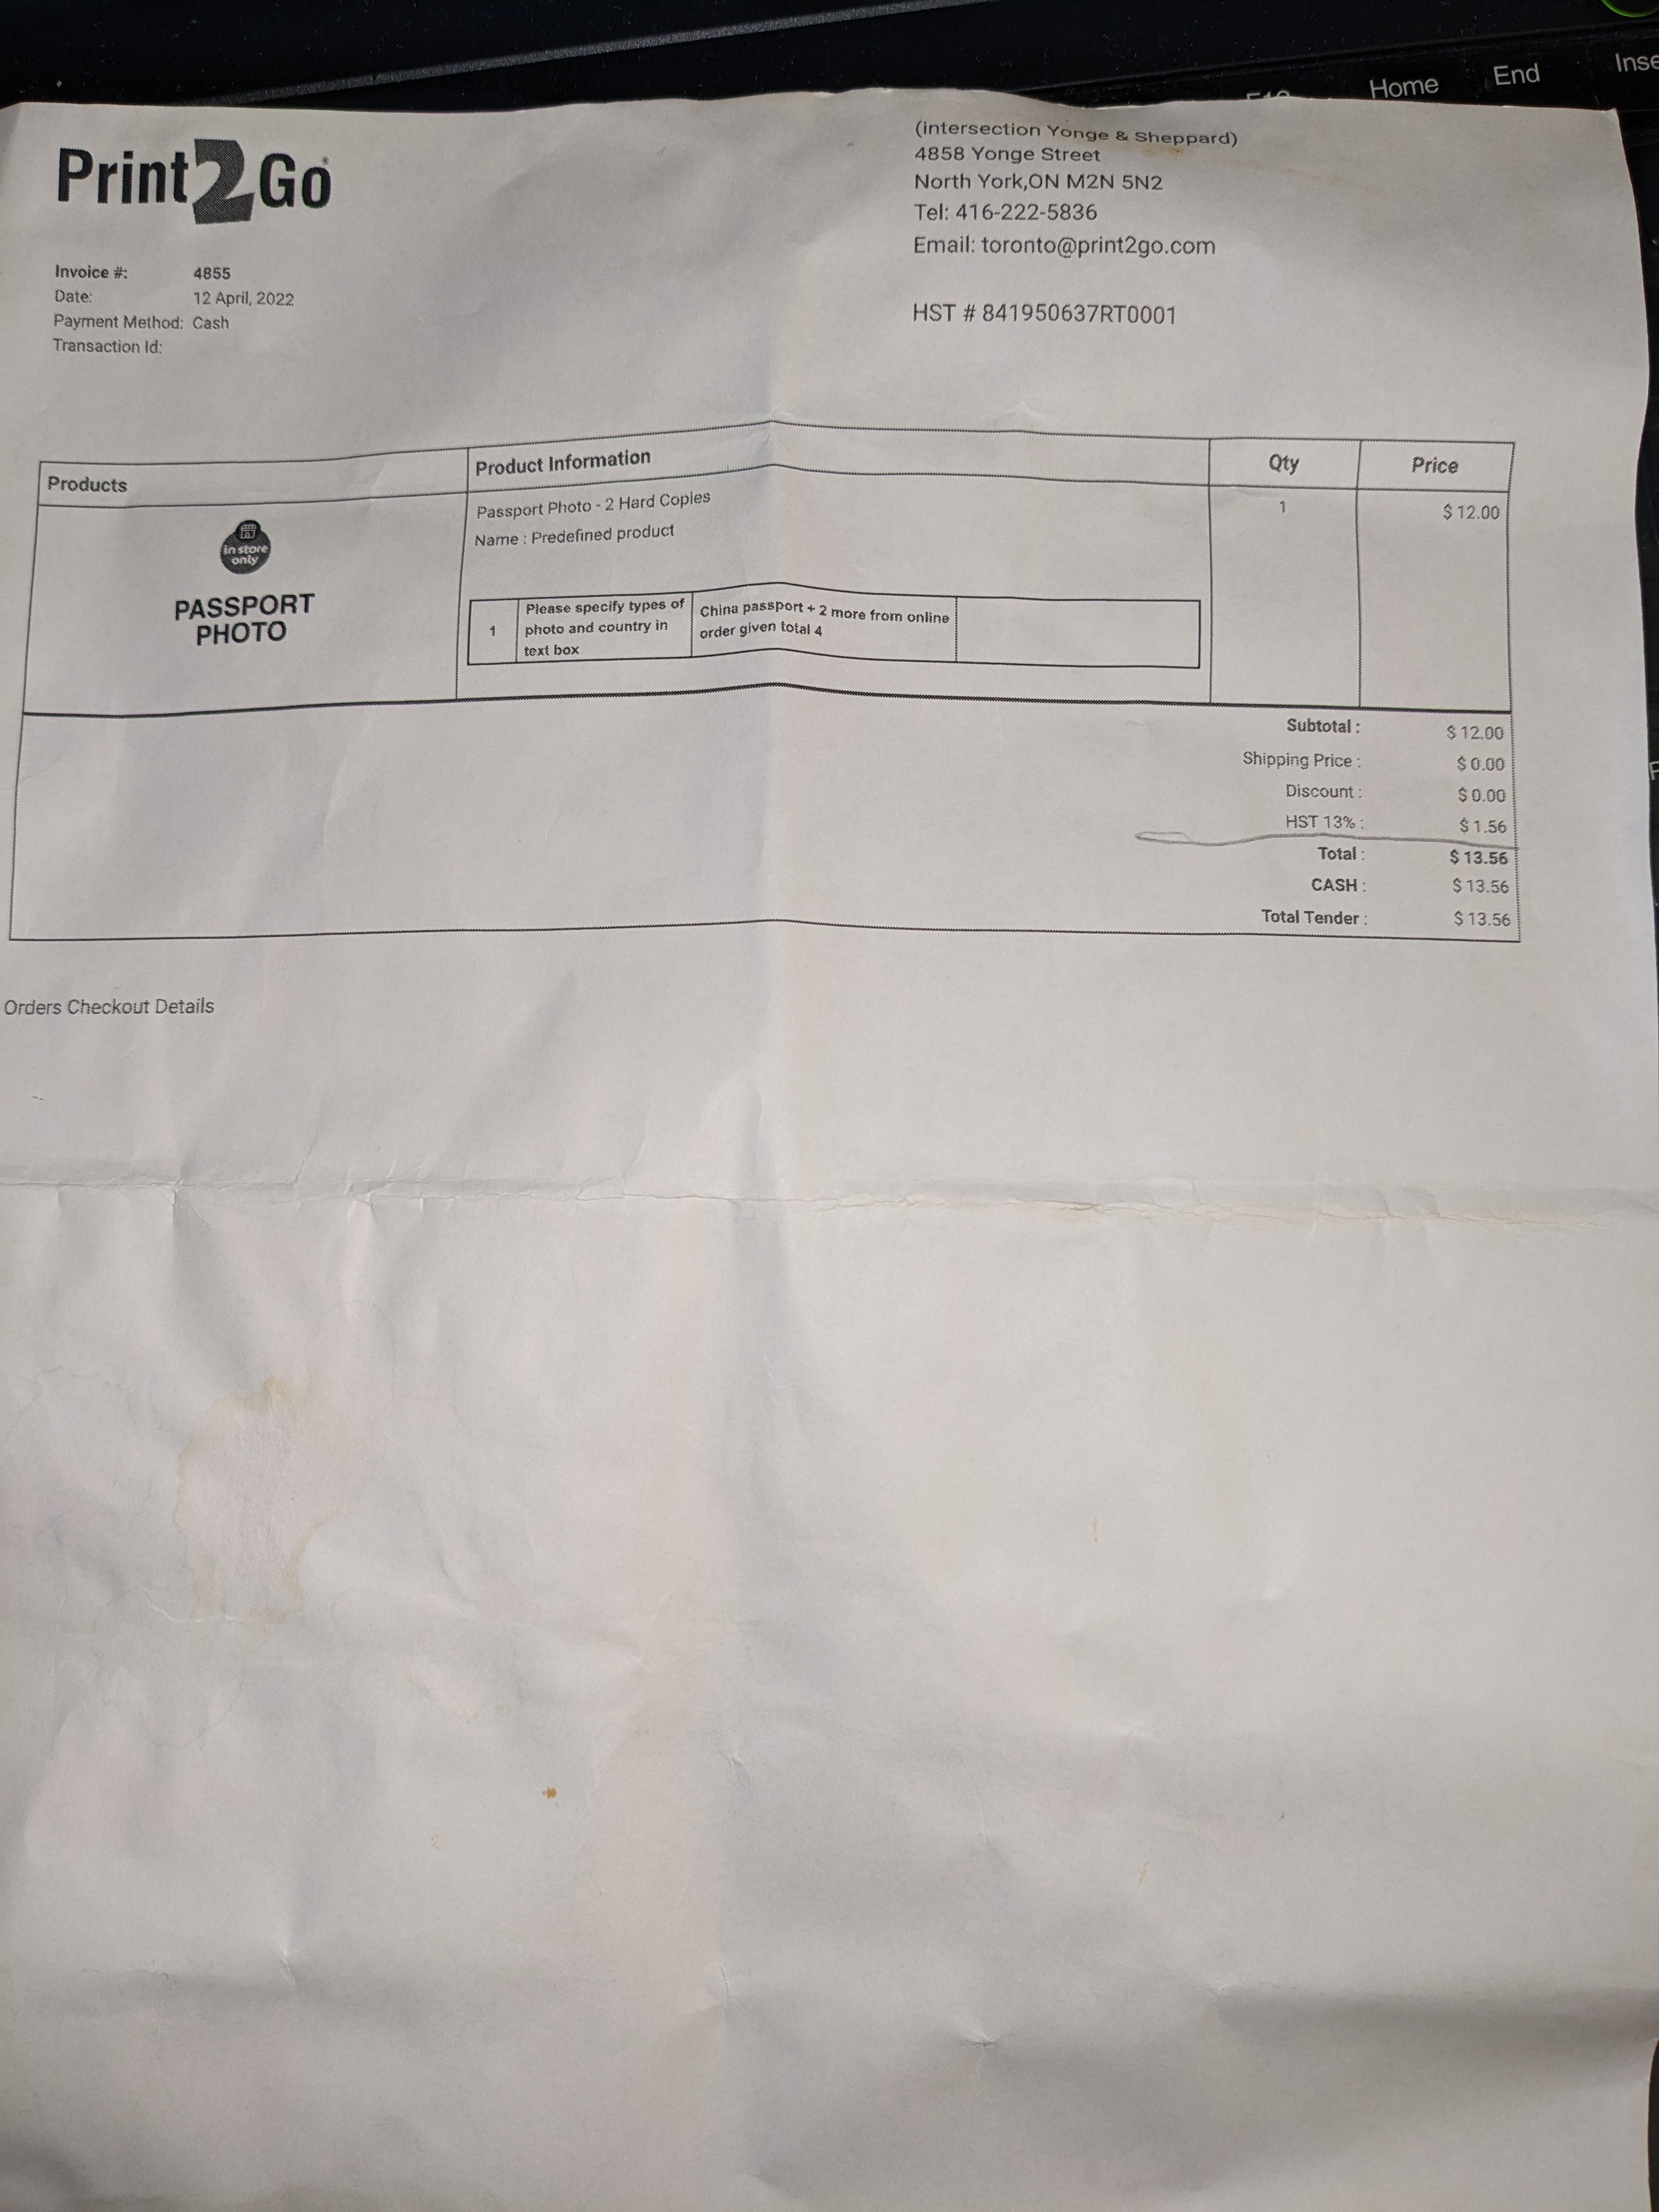 Home End
Print2Go
(intersection Yonge & Sheppard)
4858 Yonge Street
North York,ON M2N 5N2
Tel: 416-222-5836
Email: toronto@print2go.com
HST # 841950637RT0001
Invoice #: 4855
Date: 12 April, 2022
Payment Method: Cash
Transaction Id:
Products Product Information Qty Price
in store
only
PASSPORT
PHOTO
Passport Photo - 2 Hard Copies 1 $ 12.00
Name : Predefined product
1
Please specify types of
photo and country in
text box
China passport + 2 more from online
order given total 4
Subtotal : $ 12.00
Shipping Price : $ 0.00
Discount : $ 0.00
HST 13% : $ 1.56
Total : $ 13.56
CASH : $ 13.56
Total Tender : $ 13.56
Orders Checkout Details